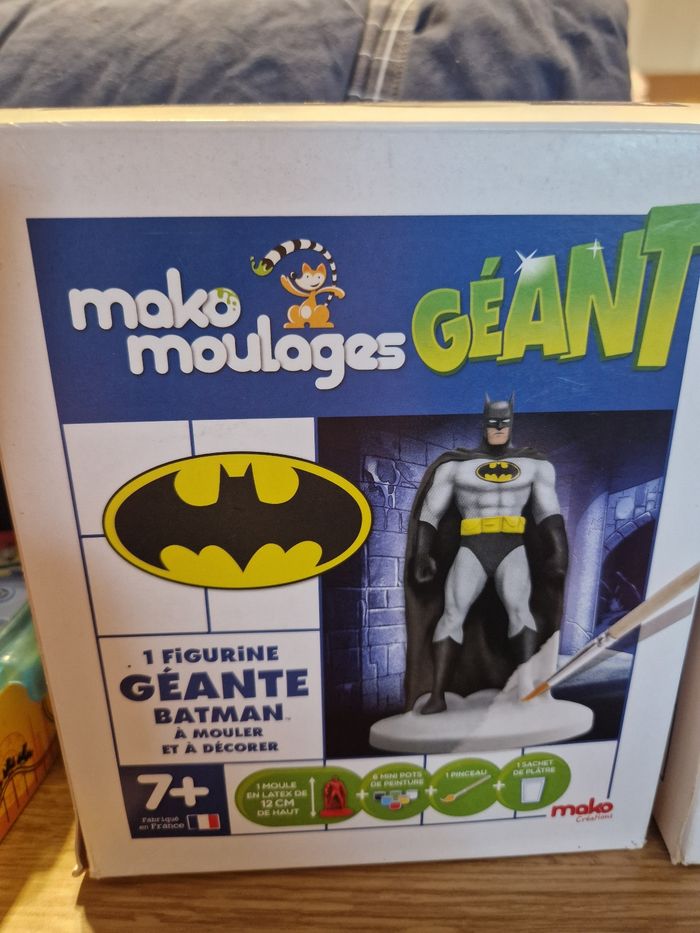 mako
moulages
GÉANT
1 FiGURiNE
GÉANTE
BATMAN™
À MOULER
ET À DÉCORER
7+
Fabriqué
en France
1 MOULE
EN LATEX DE
12 CM
DE HAUT
+
6 MINI POTS
DE PEINTURE
+
1 PINCEAU
+
1 SACHET
DE PLÂTRE
mako
Créations